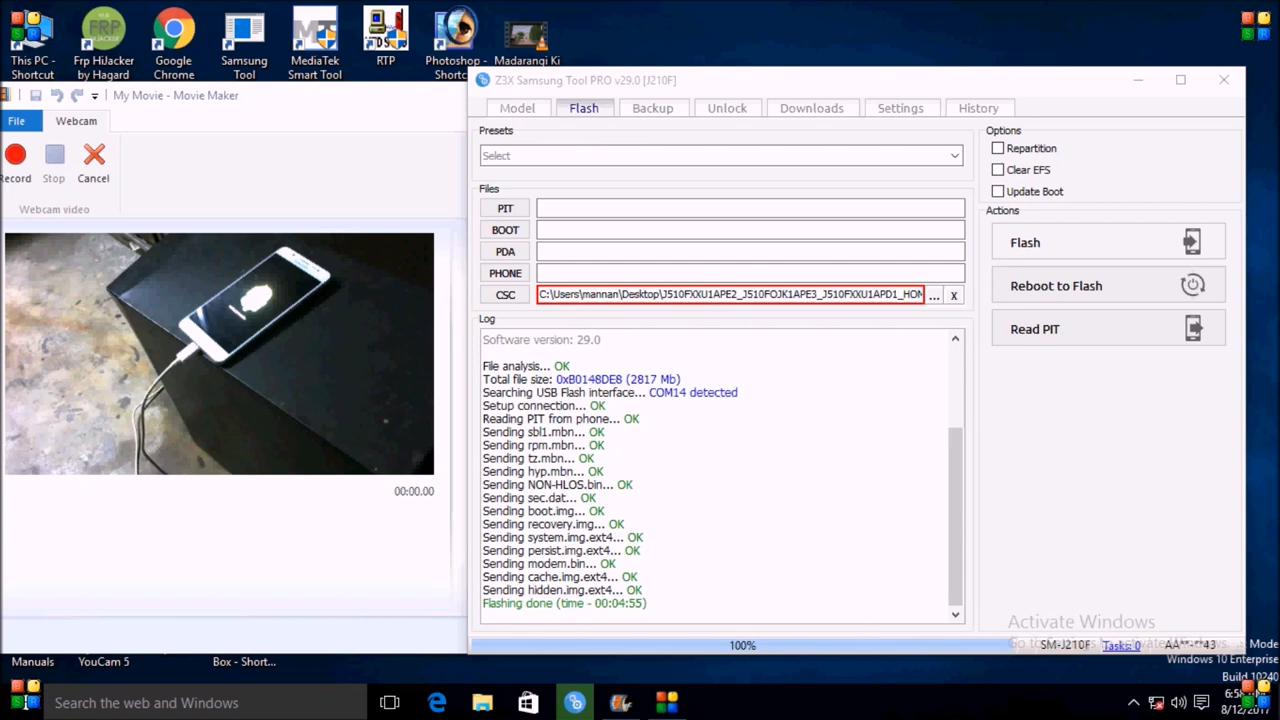 This PC -
Shortcut
Frp HiJacker
by Hagard
FRP
Google
Chrome
Samsung
Tool
MediaTek
Smart Tool
RTP
Photoshop -
Shortc
Madarangi Ki
My Movie - Movie Maker
File
Webcam
Record
Stop
Cancel
Webcam video
00:00.00
Z3X Samsung Tool PRO v29.0 [J210F]
Model
Flash
Backup
Unlock
Downloads
Settings
History
Presets
Select
Files
PIT
BOOT
PDA
PHONE
CSC
C:\Users\mannan\Desktop\J510FXXU1APE2_J510FOJK1APE3_J510FXXU1APD1_HOM
...
x
Options
Repartition
Clear EFS
Update Boot
Actions
Flash
Reboot to Flash
Read PIT
Log
Software version: 29.0
File analysis... OK
Total file size: 0xB0148DE8 (2817 Mb)
Searching USB Flash interface... COM14 detected
Setup connection... OK
Reading PIT from phone... OK
Sending sbl1.mbn... OK
Sending rpm.mbn... OK
Sending tz.mbn... OK
Sending hyp.mbn... OK
Sending NON-HLOS.bin... OK
Sending sec.dat... OK
Sending boot.img... OK
Sending recovery.img... OK
Sending system.img.ext4... OK
Sending persist.img.ext4... OK
Sending modem.bin... OK
Sending cache.img.ext4... OK
Sending hidden.img.ext4... OK
Flashing done (time - 00:04:55)
Activate Windows
100%
SM-J210F
Tasks: 0
Mode
Windows 10 Enterprise
Build 10240
Manuals
YouCam 5
Box - Short...
Search the web and Windows